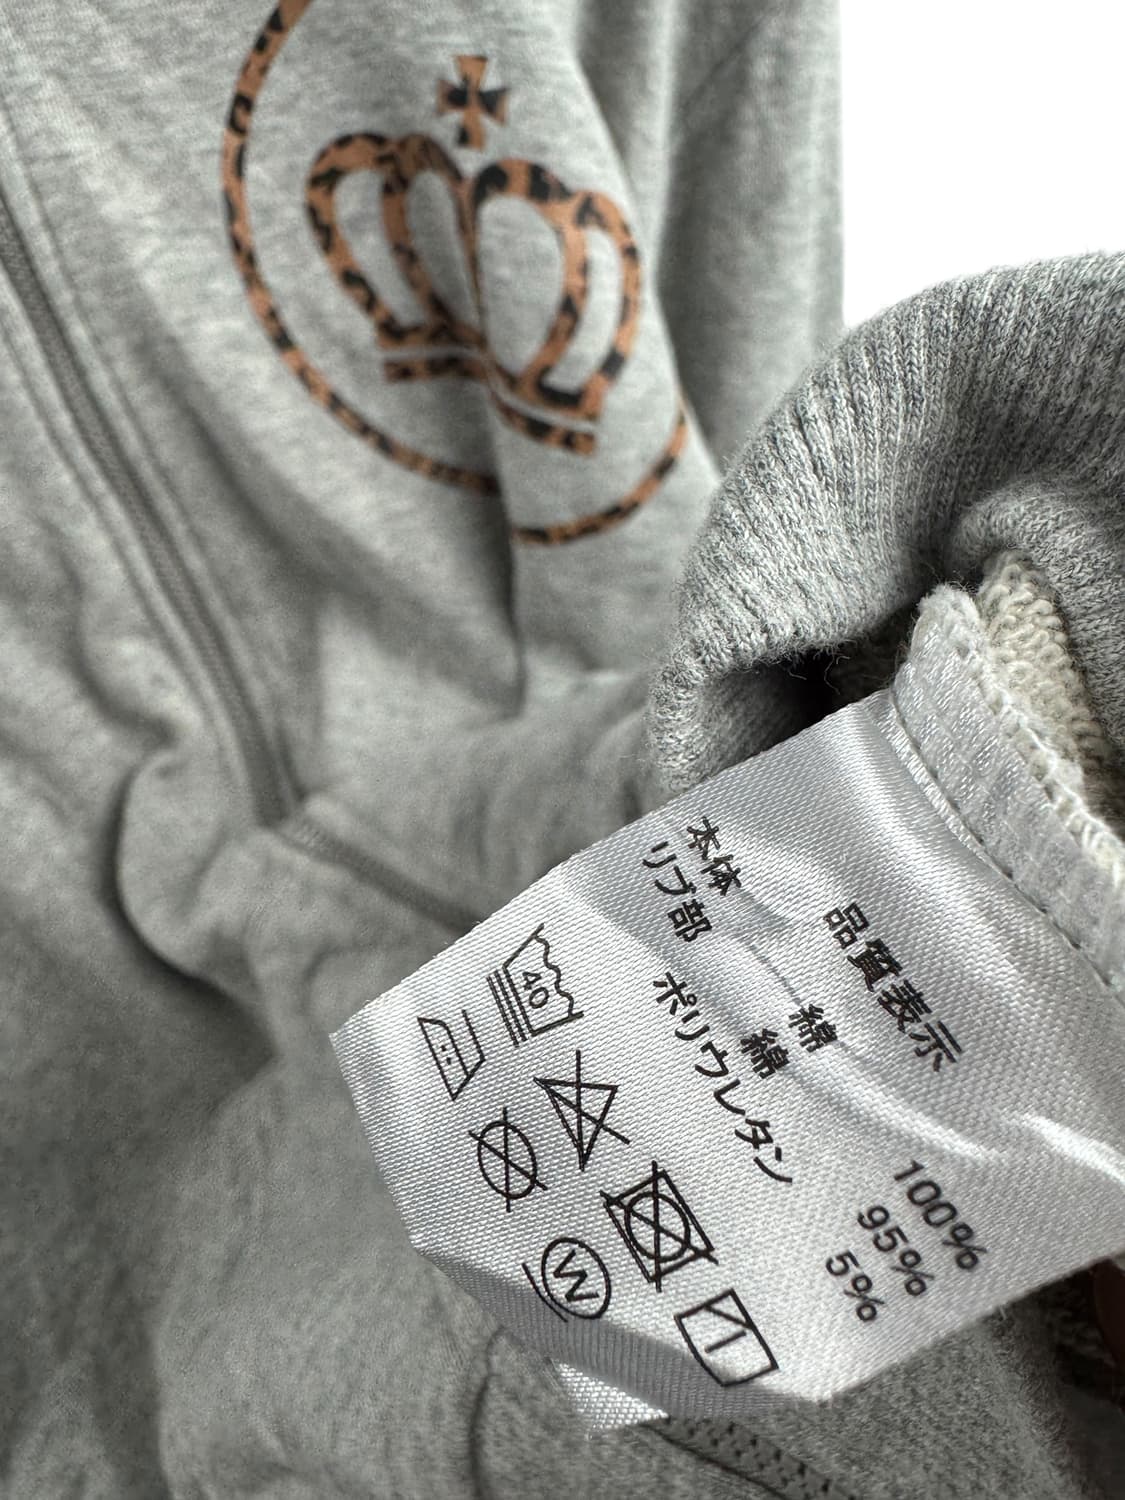 品質表示
本体 綿 100%
リブ部 綿 95%
ポリウレタン 5%
40
W